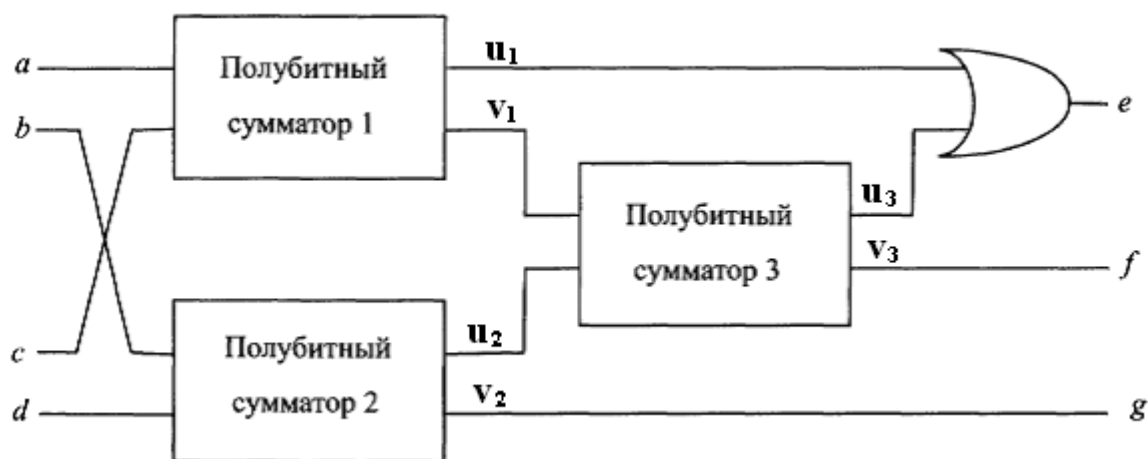 a
Полубитный
сумматор 1
u₁
v₁
b
e
Полубитный
сумматор 3
u₃
v₃
f
c
Полубитный
сумматор 2
u₂
d
v₂
g